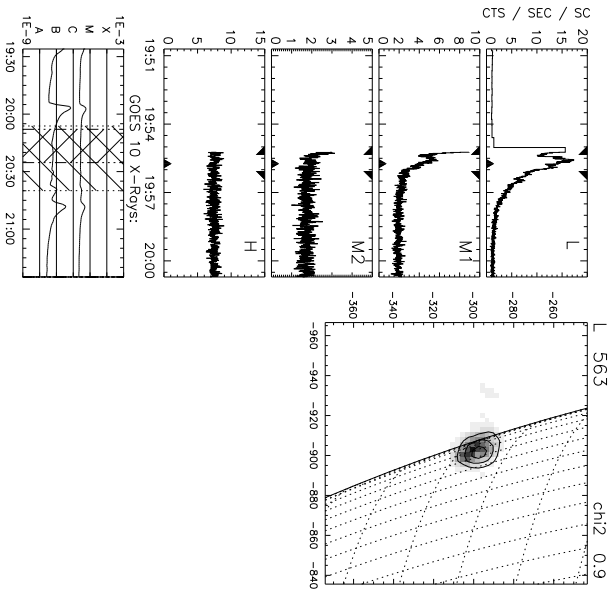 CTS / SEC / SC
0 5 10 15 20
L
0 2 4 6 8 10
M1
0 1 2 3 4 5
M2
0 5 10 15
H
19:51 19:54 19:57 20:00
GOES 10 X-Rays:
1E-9 A B C M X 1E-3
19:30 20:00 20:30 21:00
L 563 chi2 0.9
-360 -340 -320 -300 -280 -260
-960 -940 -920 -900 -880 -860 -840